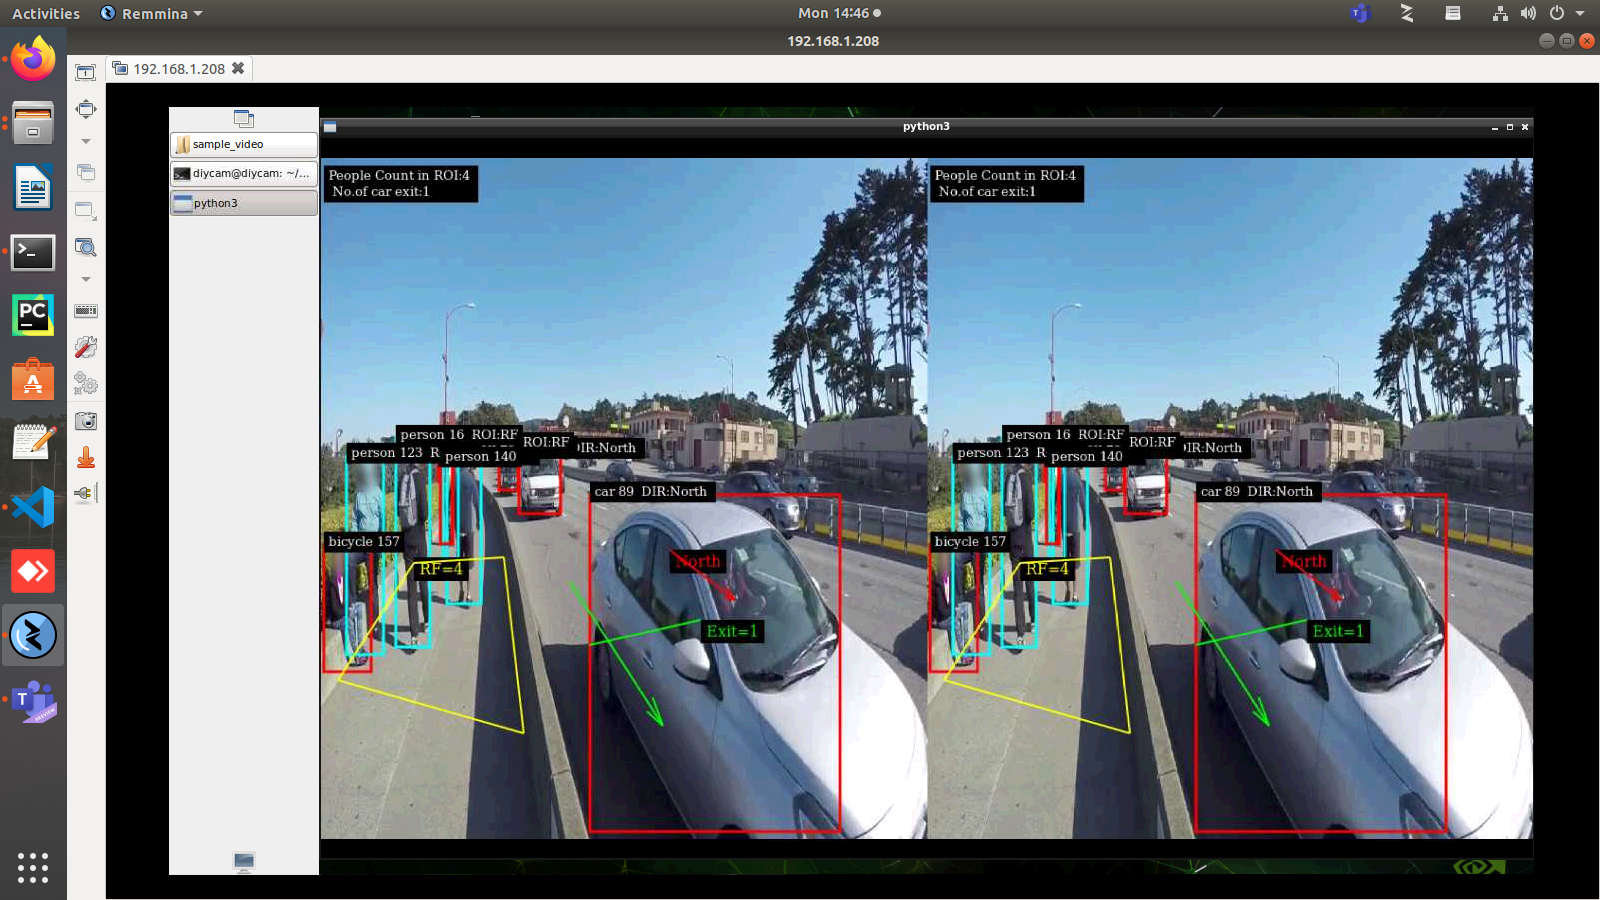 Activities
Remmina
Mon 14:46
192.168.1.208
192.168.1.208
sample_video
diycam@diycam: ~/...
python3
python3
People Count in ROI:4
No.of car exit:1
person 16 ROI:RF
person 123 R
person 140
ROI:RF
DIR:North
car 89 DIR:North
bicycle 157
RF=4
North
Exit=1
People Count in ROI:4
No.of car exit:1
person 16 ROI:RF
person 123 R
person 140
ROI:RF
DIR:North
car 89 DIR:North
bicycle 157
RF=4
North
Exit=1
PC
T
PREVIEW